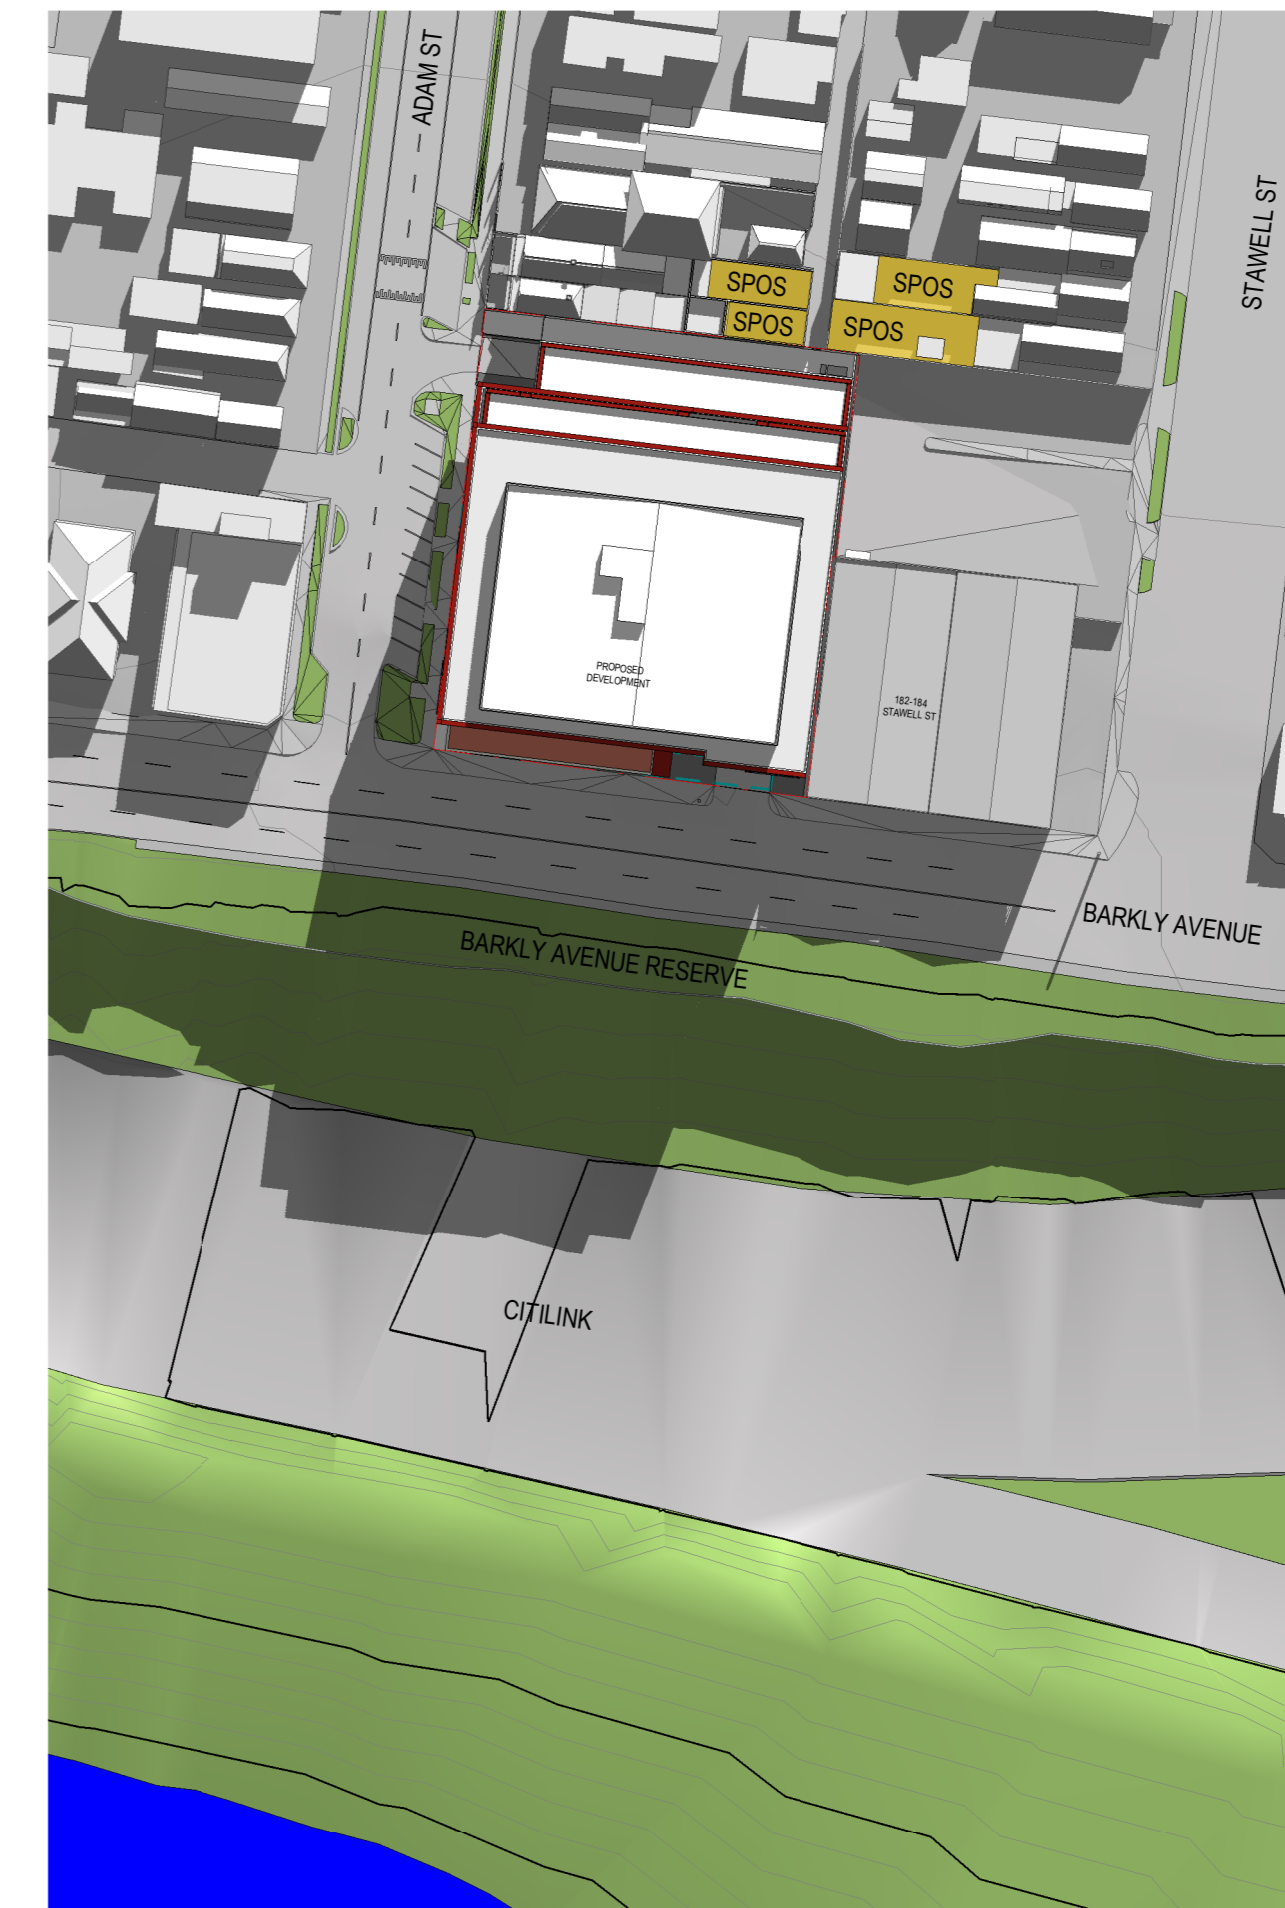 ADAM ST
STAWELL ST
SPOS
SPOS
SPOS
SPOS
PROPOSED
DEVELOPMENT
182-184
STAWELL ST
BARKLY AVENUE
BARKLY AVENUE RESERVE
CITILINK